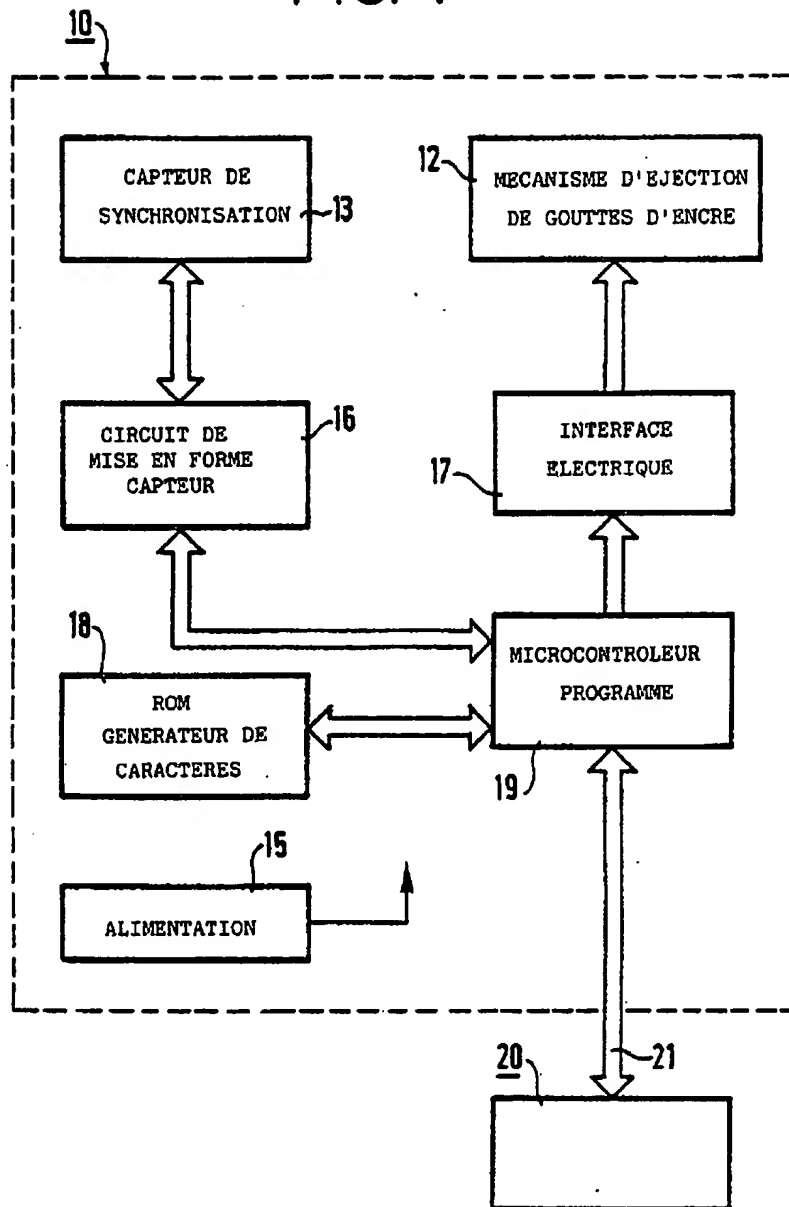 10
CAPTEUR DE
SYNCHRONISATION
13
12
MECANISME D'EJECTION
DE GOUTTES D'ENCRE
CIRCUIT DE
MISE EN FORME
CAPTEUR
16
INTERFACE
ELECTRIQUE
17
18
ROM
GENERATEUR DE
CARACTERES
MICROCONTROLEUR
PROGRAMME
19
15
ALIMENTATION
20
21